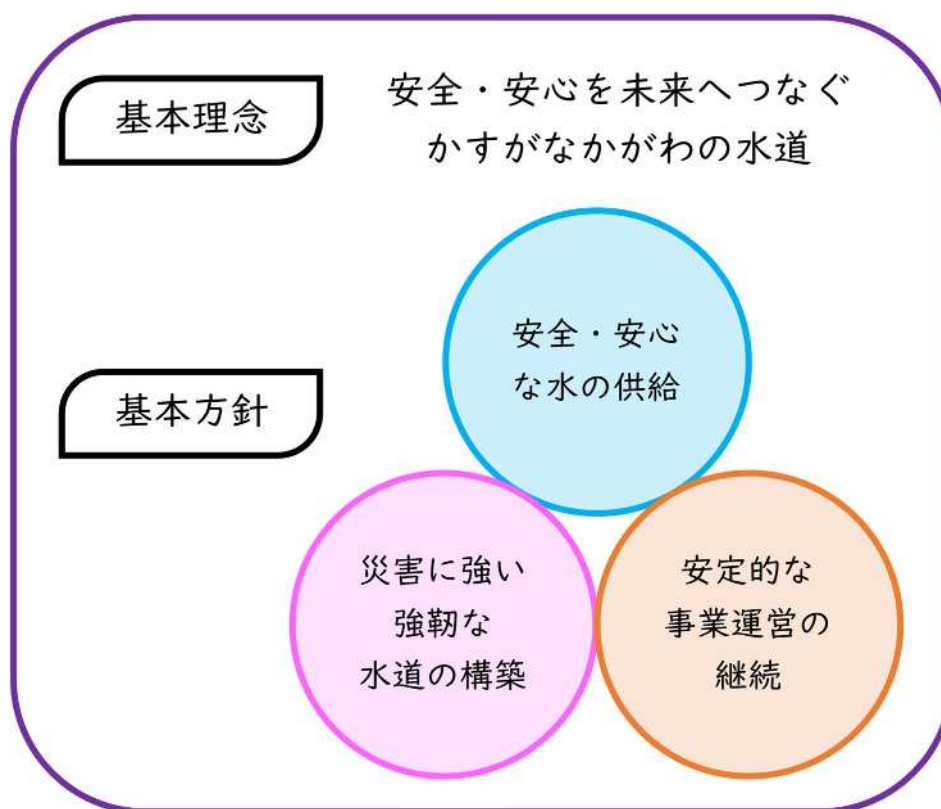 基本理念
安全・安心を未来へつなぐ
かすがなかがわの水道
基本方針
安全・安心
な水の供給
災害に強い
強靭な
水道の構築
安定的な
事業運営の
継続